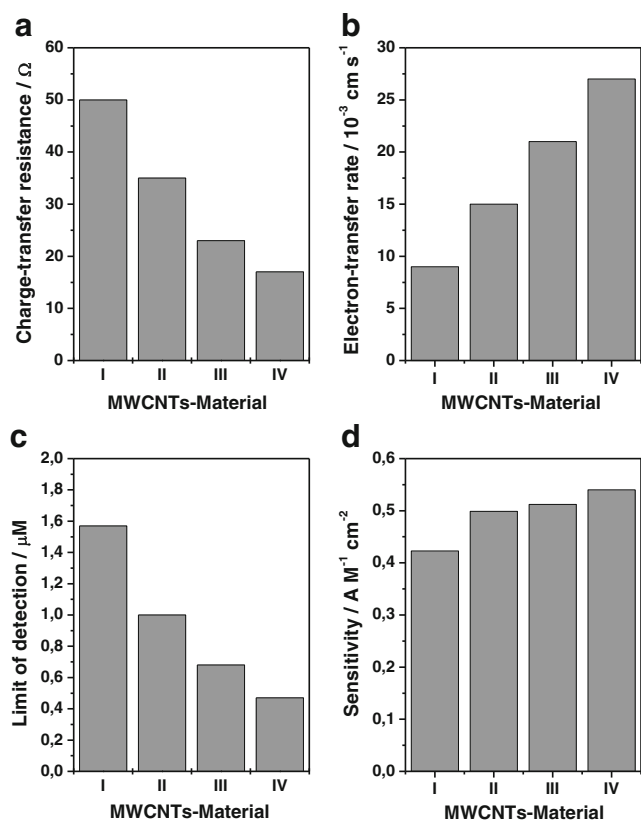 a
Charge-transfer resistance / Ω
60
50
40
30
20
10
0
I II III IV
MWCNTs-Material
b
Electron-transfer rate / 10⁻³ cm s⁻¹
30
25
20
15
10
5
0
I II III IV
MWCNTs-Material
c
Limit of detection / μM
2,0
1,8
1,6
1,4
1,2
1,0
0,8
0,6
0,4
0,2
0,0
I II III IV
MWCNTs-Material
d
Sensitivity / A M⁻¹ cm⁻²
0,6
0,5
0,4
0,3
0,2
0,1
0,0
I II III IV
MWCNTs-Material